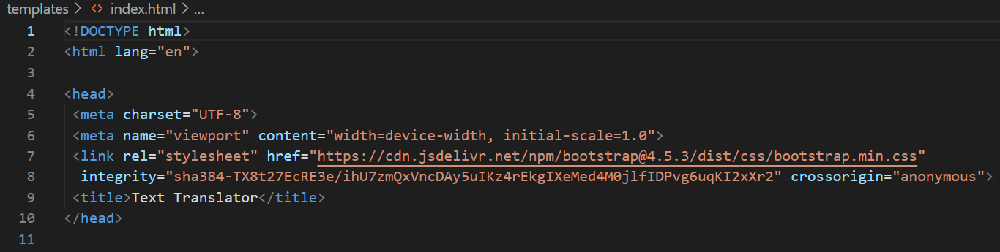 templates > <> index.html > ...
1 <!DOCTYPE html>
2 <html lang="en">
3
4 <head>
5 <meta charset="UTF-8">
6 <meta name="viewport" content="width=device-width, initial-scale=1.0">
7 <link rel="stylesheet" href="https://cdn.jsdelivr.net/npm/bootstrap@4.5.3/dist/css/bootstrap.min.css"
8 integrity="sha384-TX8t27EcRE3e/ihU7zmQxVncDAy5uIKz4rEkgIXeMed4M0jlfIDPvg6uqKI2xXr2" crossorigin="anonymous">
9 <title>Text Translator</title>
10 </head>
11